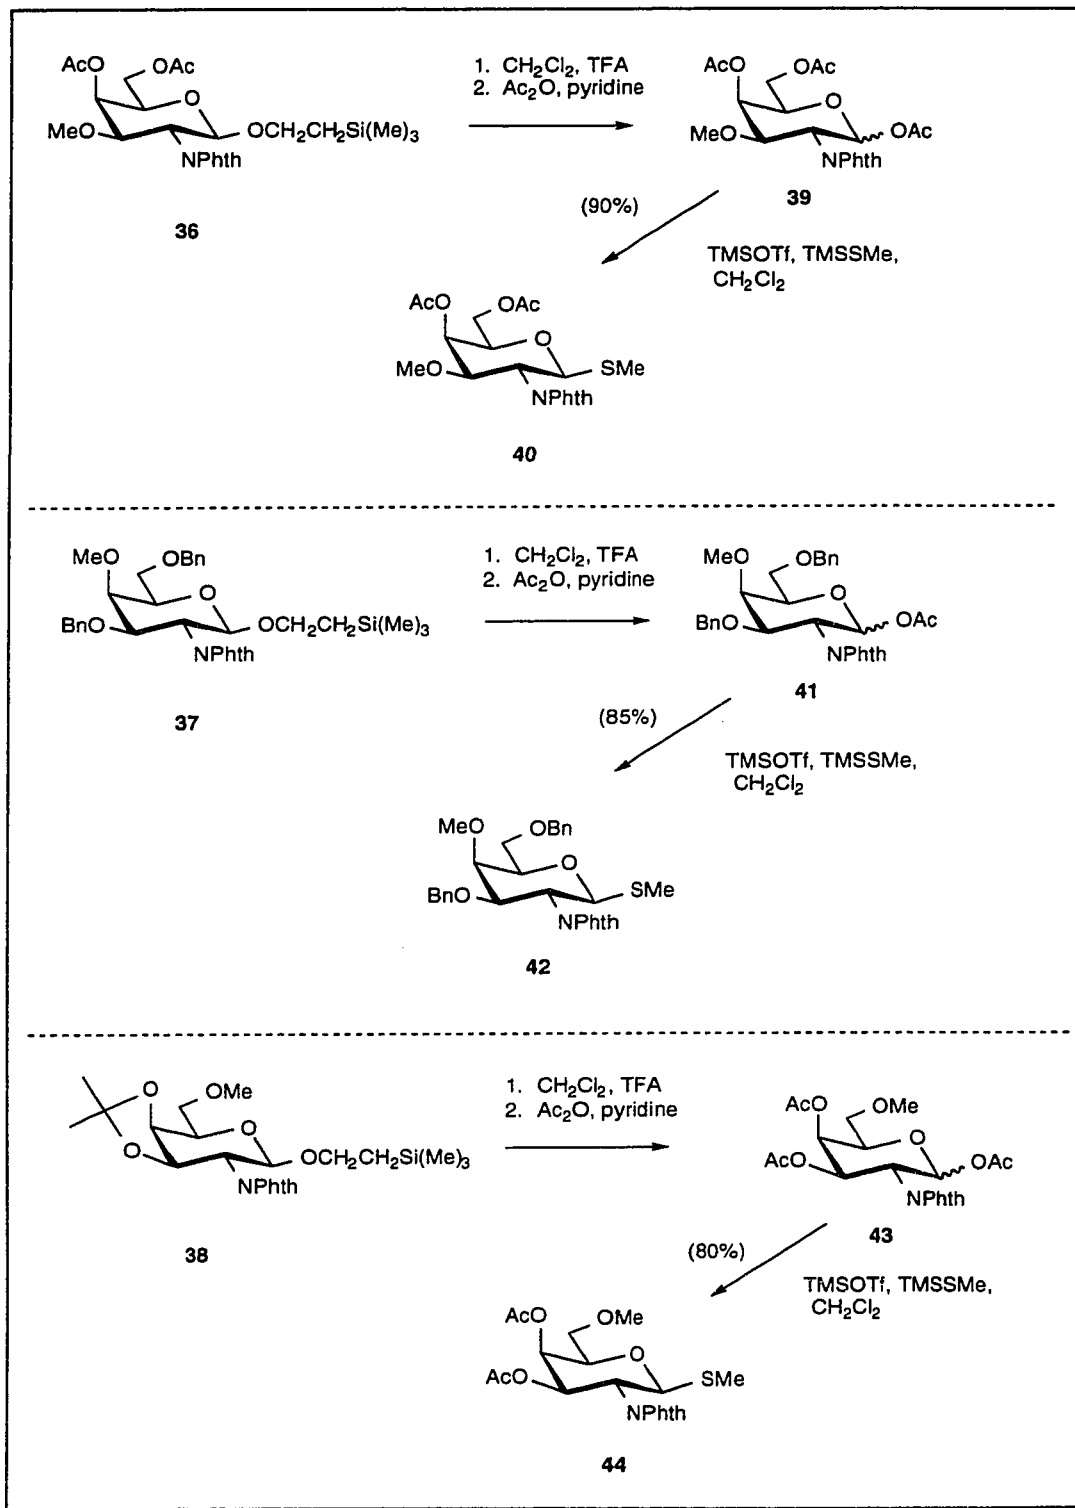 AcO OAc
O
MeO OCH₂CH₂Si(Me)₃
NPhth
36
1. CH₂Cl₂, TFA
2. Ac₂O, pyridine
AcO OAc
O
OAc
MeO
NPhth
39
(90%)
TMSOTf, TMSSMe,
CH₂Cl₂
AcO OAc
O
MeO SMe
NPhth
40
MeO OBn
O
BnO OCH₂CH₂Si(Me)₃
NPhth
37
1. CH₂Cl₂, TFA
2. Ac₂O, pyridine
MeO OBn
O
BnO OAc
NPhth
41
(85%)
TMSOTf, TMSSMe,
CH₂Cl₂
MeO OBn
O
BnO SMe
NPhth
42
O OMe
O
O OCH₂CH₂Si(Me)₃
NPhth
38
1. CH₂Cl₂, TFA
2. Ac₂O, pyridine
AcO OMe
O
AcO OAc
NPhth
43
(80%)
TMSOTf, TMSSMe,
CH₂Cl₂
AcO OMe
O
AcO SMe
NPhth
44